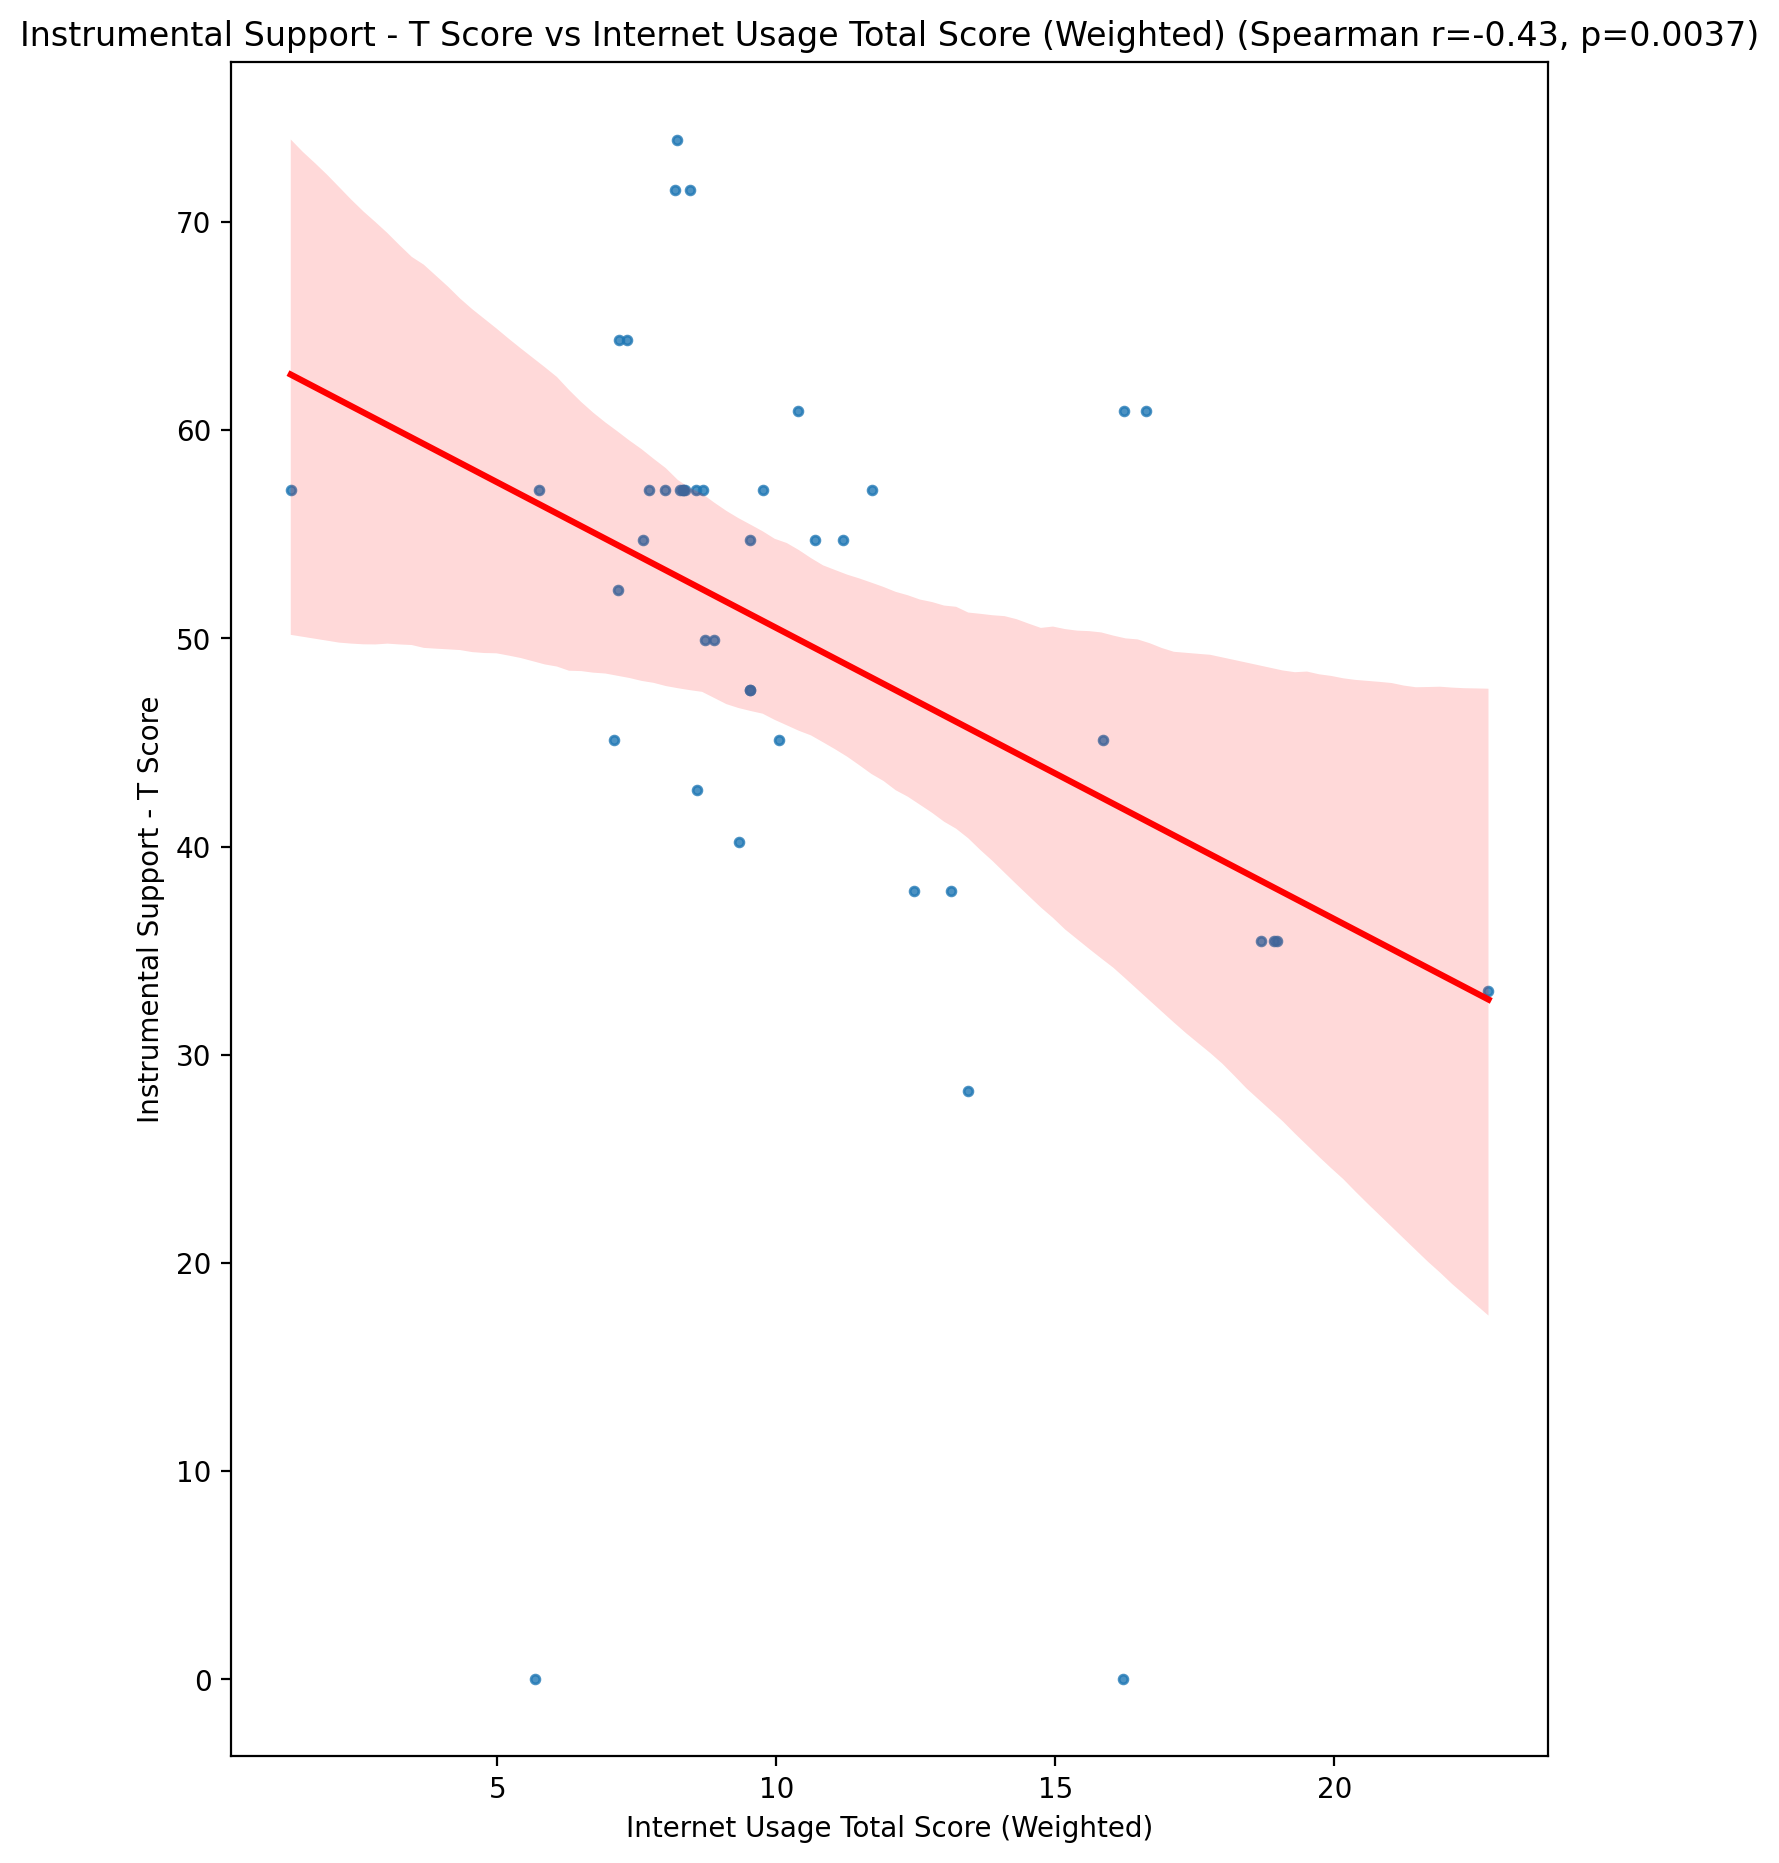 Instrumental Support - T Score vs Internet Usage Total Score (Weighted) (Spearman r=-0.43, p=0.0037)
Instrumental Support - T Score
70
60
50
40
30
20
10
0
5 10 15 20
Internet Usage Total Score (Weighted)